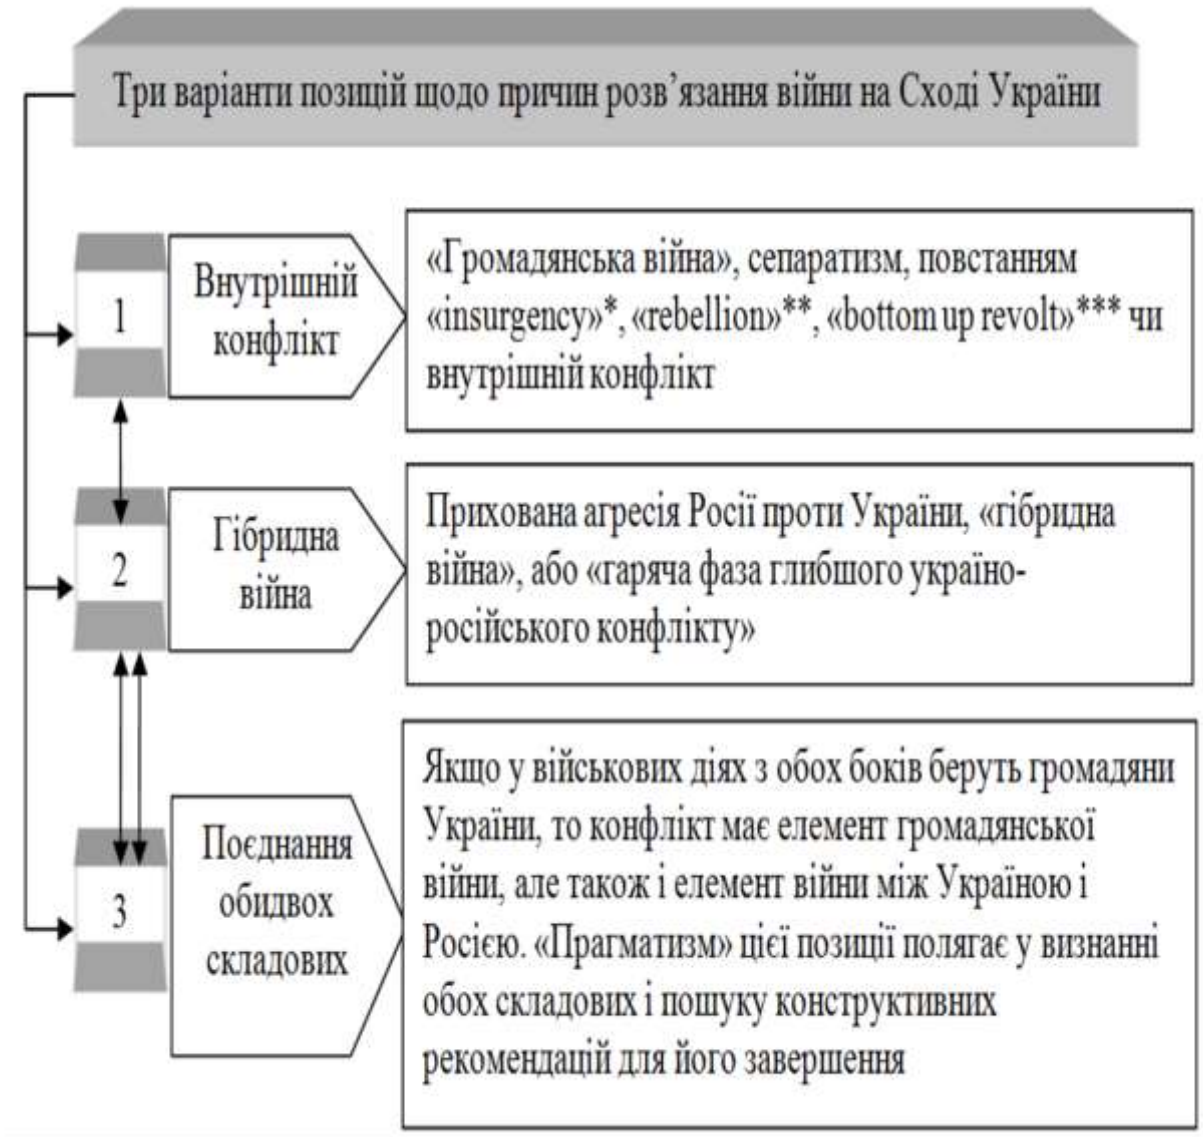 Три варіанти позицій щодо причин розв’язання війни на Сході України
1
Внутрішній
конфлікт
«Громадянська війна», сепаратизм, повстанням
«insurgency»*, «rebellion»**, «bottom up revolt»*** чи
внутрішній конфлікт
2
Гібридна
війна
Прихована агресія Росії проти України, «гібридна
війна», або «гаряча фаза глибшого україно-
російського конфлікту»
3
Поєднання
обидвох
складових
Якщо у військових діях з обох боків беруть громадяни
України, то конфлікт має елемент громадянської
війни, але також і елемент війни між Україною і
Росією. «Прагматизм» цієї позиції полягає у визнанні
обох складових і пошуку конструктивних
рекомендацій для його завершення